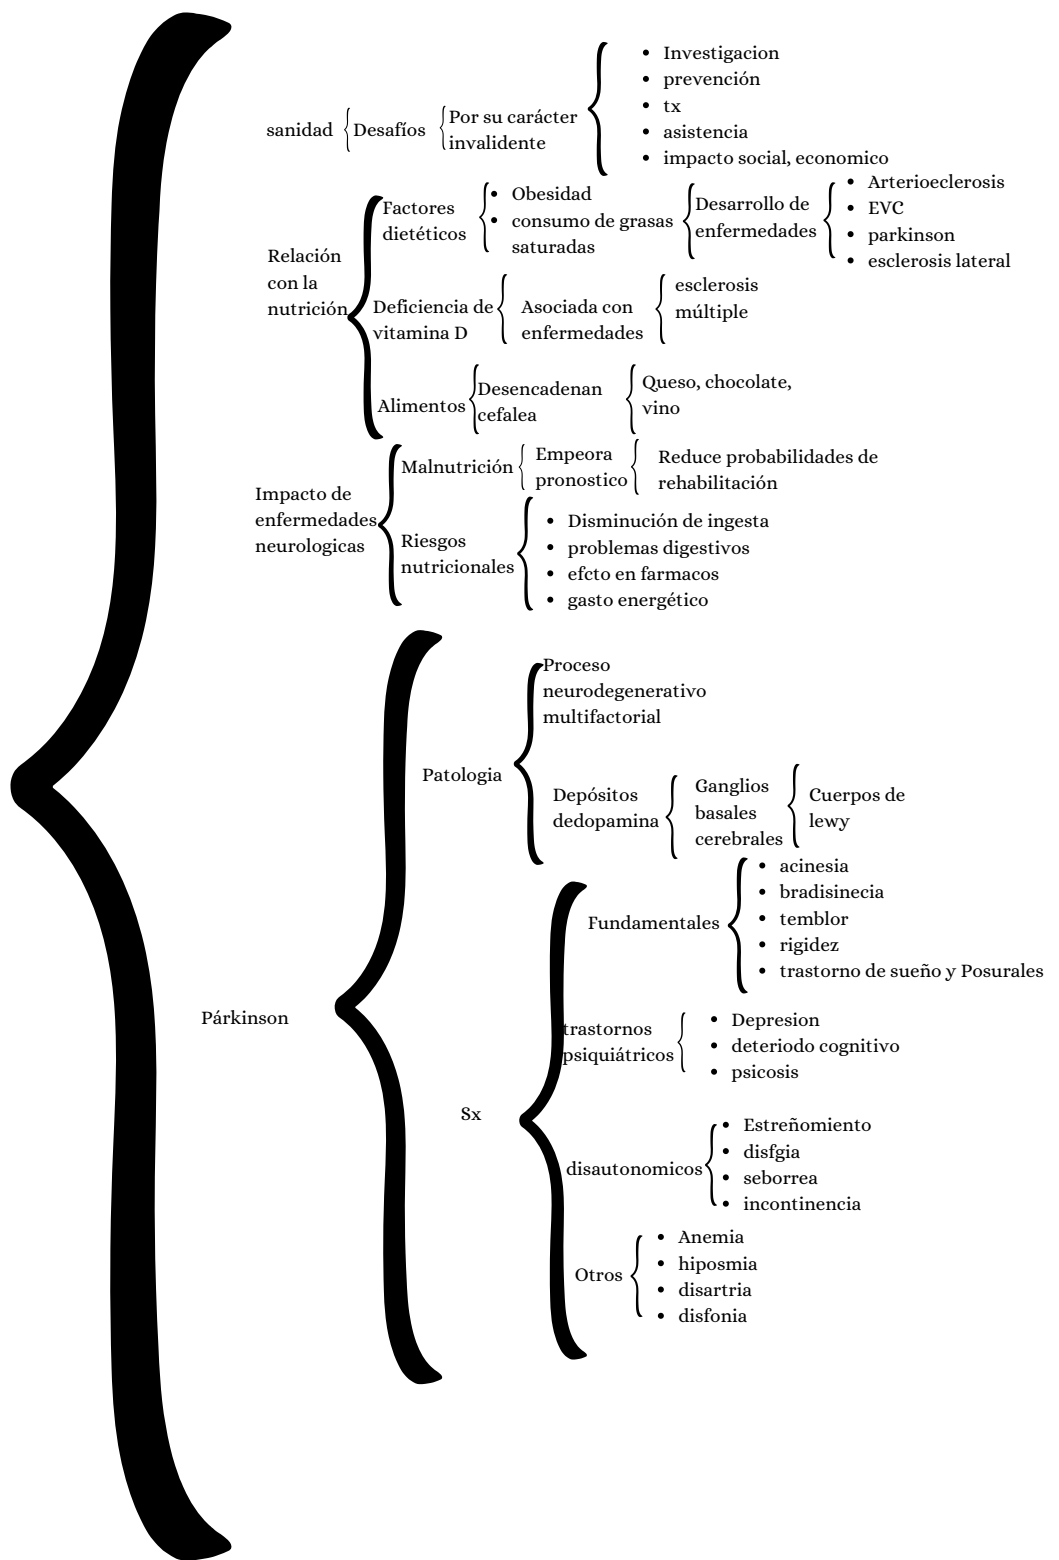 sanidad
Desafíos
Por su carácter
invalidente
Investigacion
prevención
tx
asistencia
impacto social, economico
Relación
con la
nutrición
Factores
dietéticos
Obesidad
consumo de grasas
saturadas
Desarrollo de
enfermedades
Arterioeclerosis
EVC
parkinson
esclerosis lateral
Deficiencia de
vitamina D
Asociada con
enfermedades
esclerosis
múltiple
Alimentos
Desencadenan
cefalea
Queso, chocolate,
vino
Impacto de
enfermedades
neurologicas
Malnutrición
Empeora
pronostico
Reduce probabilidades de
rehabilitación
Riesgos
nutricionales
Disminución de ingesta
problemas digestivos
efcto en farmacos
gasto energético
Párkinson
Patologia
Proceso
neurodegenerativo
multifactorial
Depósitos
dedopamina
Ganglios
basales
cerebrales
Cuerpos de
lewy
Sx
Fundamentales
acinesia
bradisinecia
temblor
rigidez
trastorno de sueño y Posurales
trastornos
psiquiátricos
Depresion
deteriodo cognitivo
psicosis
disautonomicos
Estreñomiento
disfgia
seborrea
incontinencia
Otros
Anemia
hiposmia
disartria
disfonia